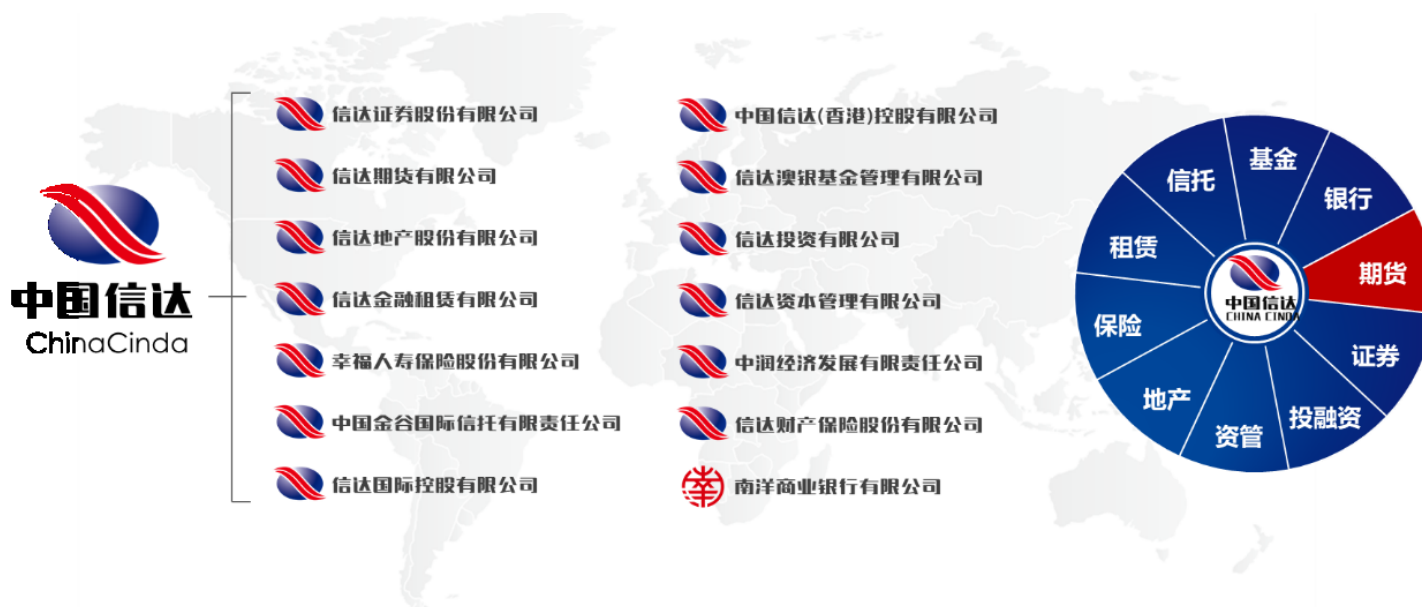 中国信达
ChinaCinda
信达证券股份有限公司
信达期货有限公司
信达地产股份有限公司
信达金融租赁有限公司
幸福人寿保险股份有限公司
中国金谷国际信托有限责任公司
信达国际控股有限公司
中国信达(香港)控股有限公司
信达澳银基金管理有限公司
信达投资有限公司
信达资本管理有限公司
中润经济发展有限责任公司
信达财产保险股份有限公司
南洋商业银行有限公司
基金
银行
期货
证券
投融资
资管
地产
保险
租赁
信托
中国信达
CHINA CINDA